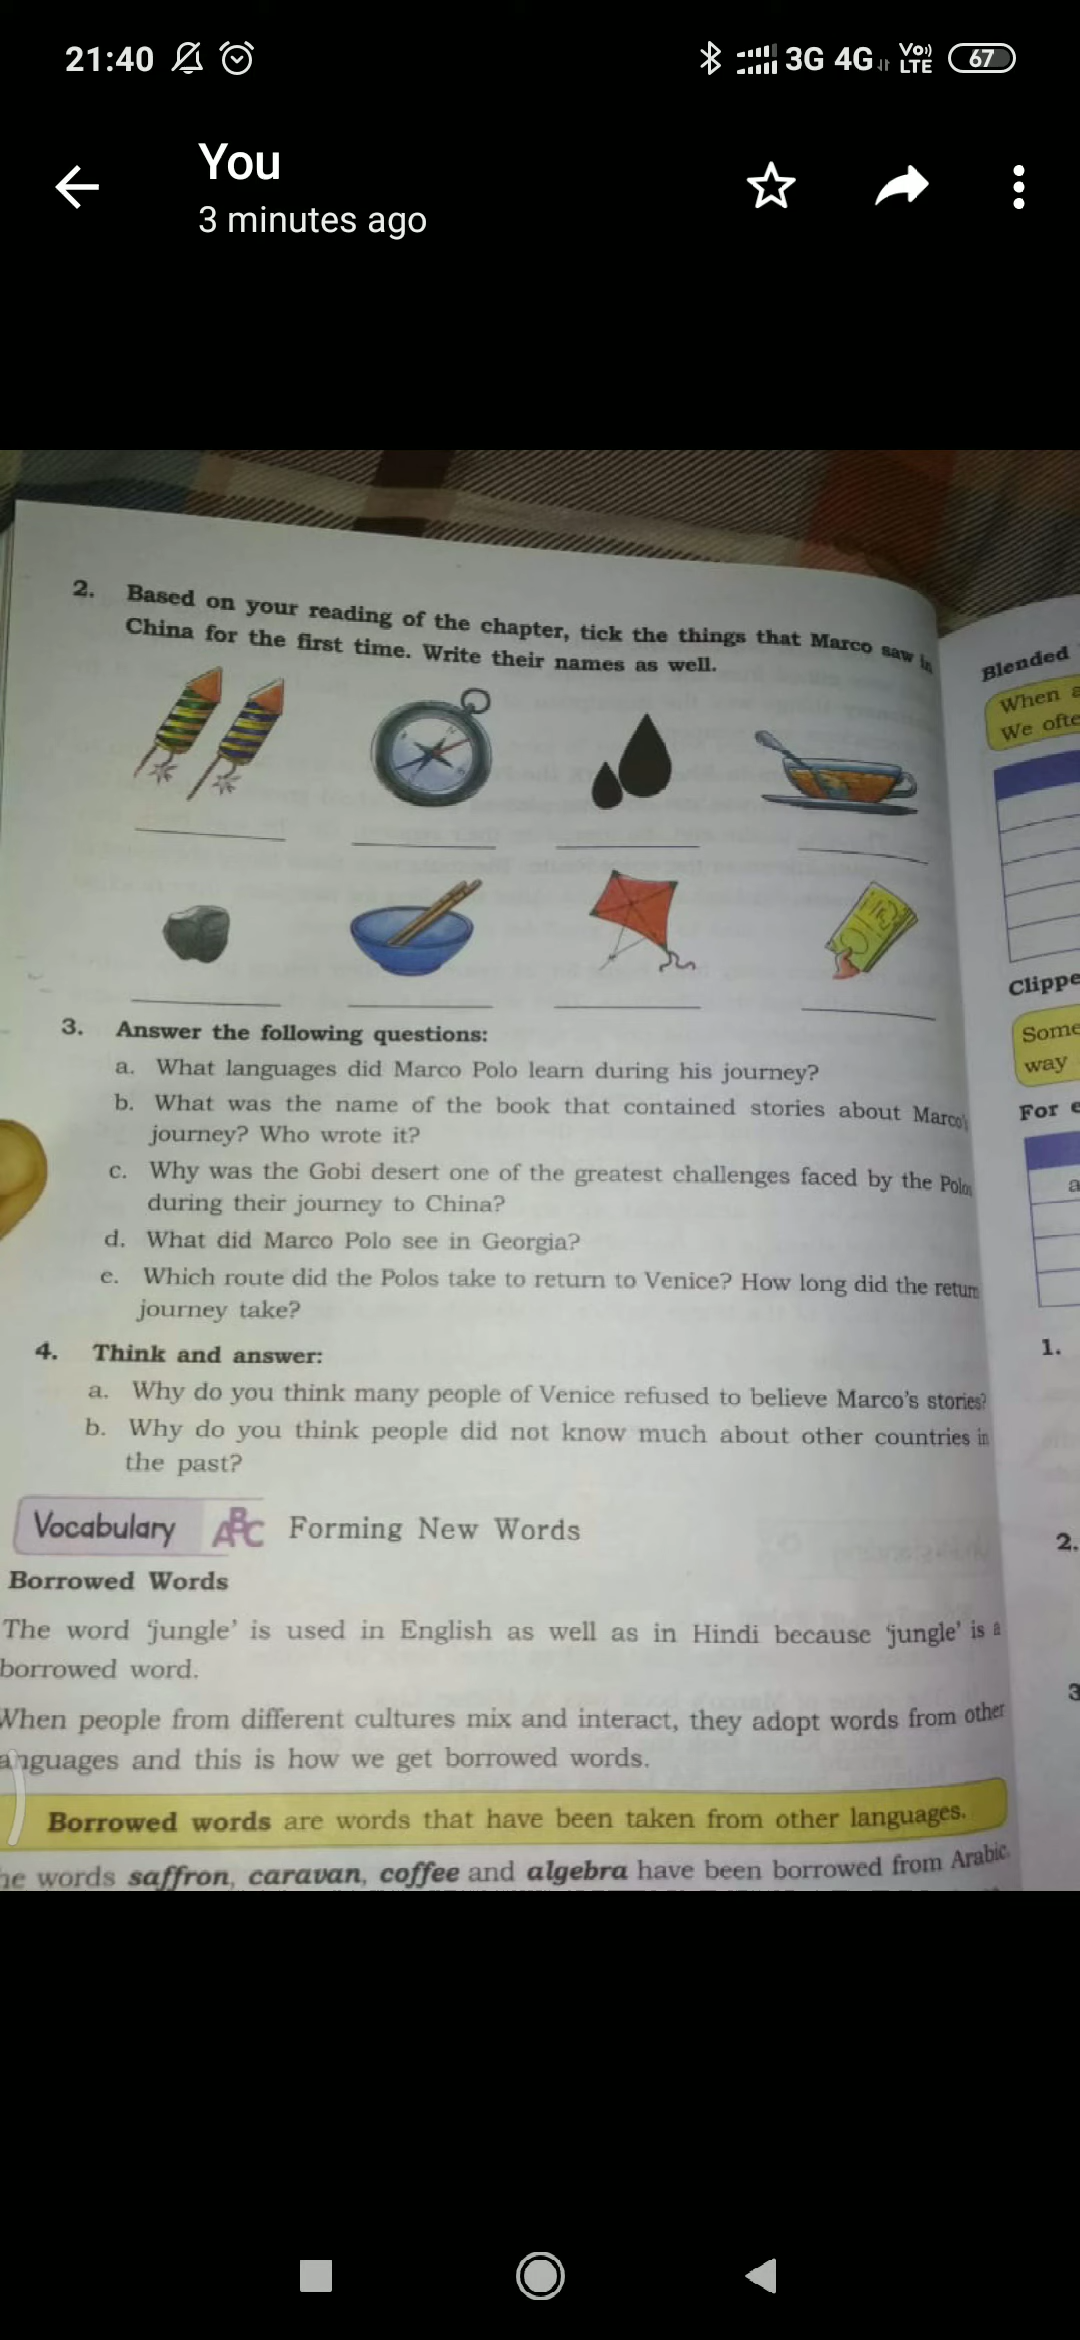 21:40 3G 4G Vo)) LTE 67
You
3 minutes ago
2. Based on your reading of the chapter, tick the things that Marco saw in
China for the first time. Write their names as well.
3. Answer the following questions:
a. What languages did Marco Polo learn during his journey?
b. What was the name of the book that contained stories about Marco's
journey? Who wrote it?
c. Why was the Gobi desert one of the greatest challenges faced by the Polos
during their journey to China?
d. What did Marco Polo see in Georgia?
e. Which route did the Polos take to return to Venice? How long did the return
journey take?
4. Think and answer:
a. Why do you think many people of Venice refused to believe Marco's stories?
b. Why do you think people did not know much about other countries in
the past?
Vocabulary ABC Forming New Words
Borrowed Words
The word 'jungle' is used in English as well as in Hindi because 'jungle' is a
borrowed word.
When people from different cultures mix and interact, they adopt words from other
anguages and this is how we get borrowed words.
Borrowed words are words that have been taken from other languages.
he words saffron, caravan, coffee and algebra have been borrowed from Arabic.
Blended
When a
We ofte
Clippe
Some
way
For e
a
1.
2.
3